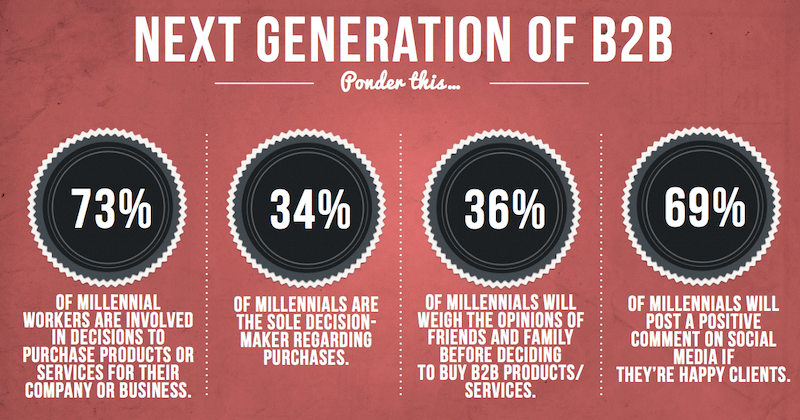 NEXT GENERATION OF B2B
Ponder this...
73%
OF MILLENNIAL
WORKERS ARE INVOLVED
IN DECISIONS TO
PURCHASE PRODUCTS OR
SERVICES FOR THEIR
COMPANY OR BUSINESS.
34%
OF MILLENNIALS ARE
THE SOLE DECISION-
MAKER REGARDING
PURCHASES.
36%
OF MILLENNIALS WILL
WEIGH THE OPINIONS OF
FRIENDS AND FAMILY
BEFORE DECIDING
TO BUY B2B PRODUCTS/
SERVICES.
69%
OF MILLENNIALS WILL
POST A POSITIVE
COMMENT ON SOCIAL
MEDIA IF
THEY'RE HAPPY CLIENTS.